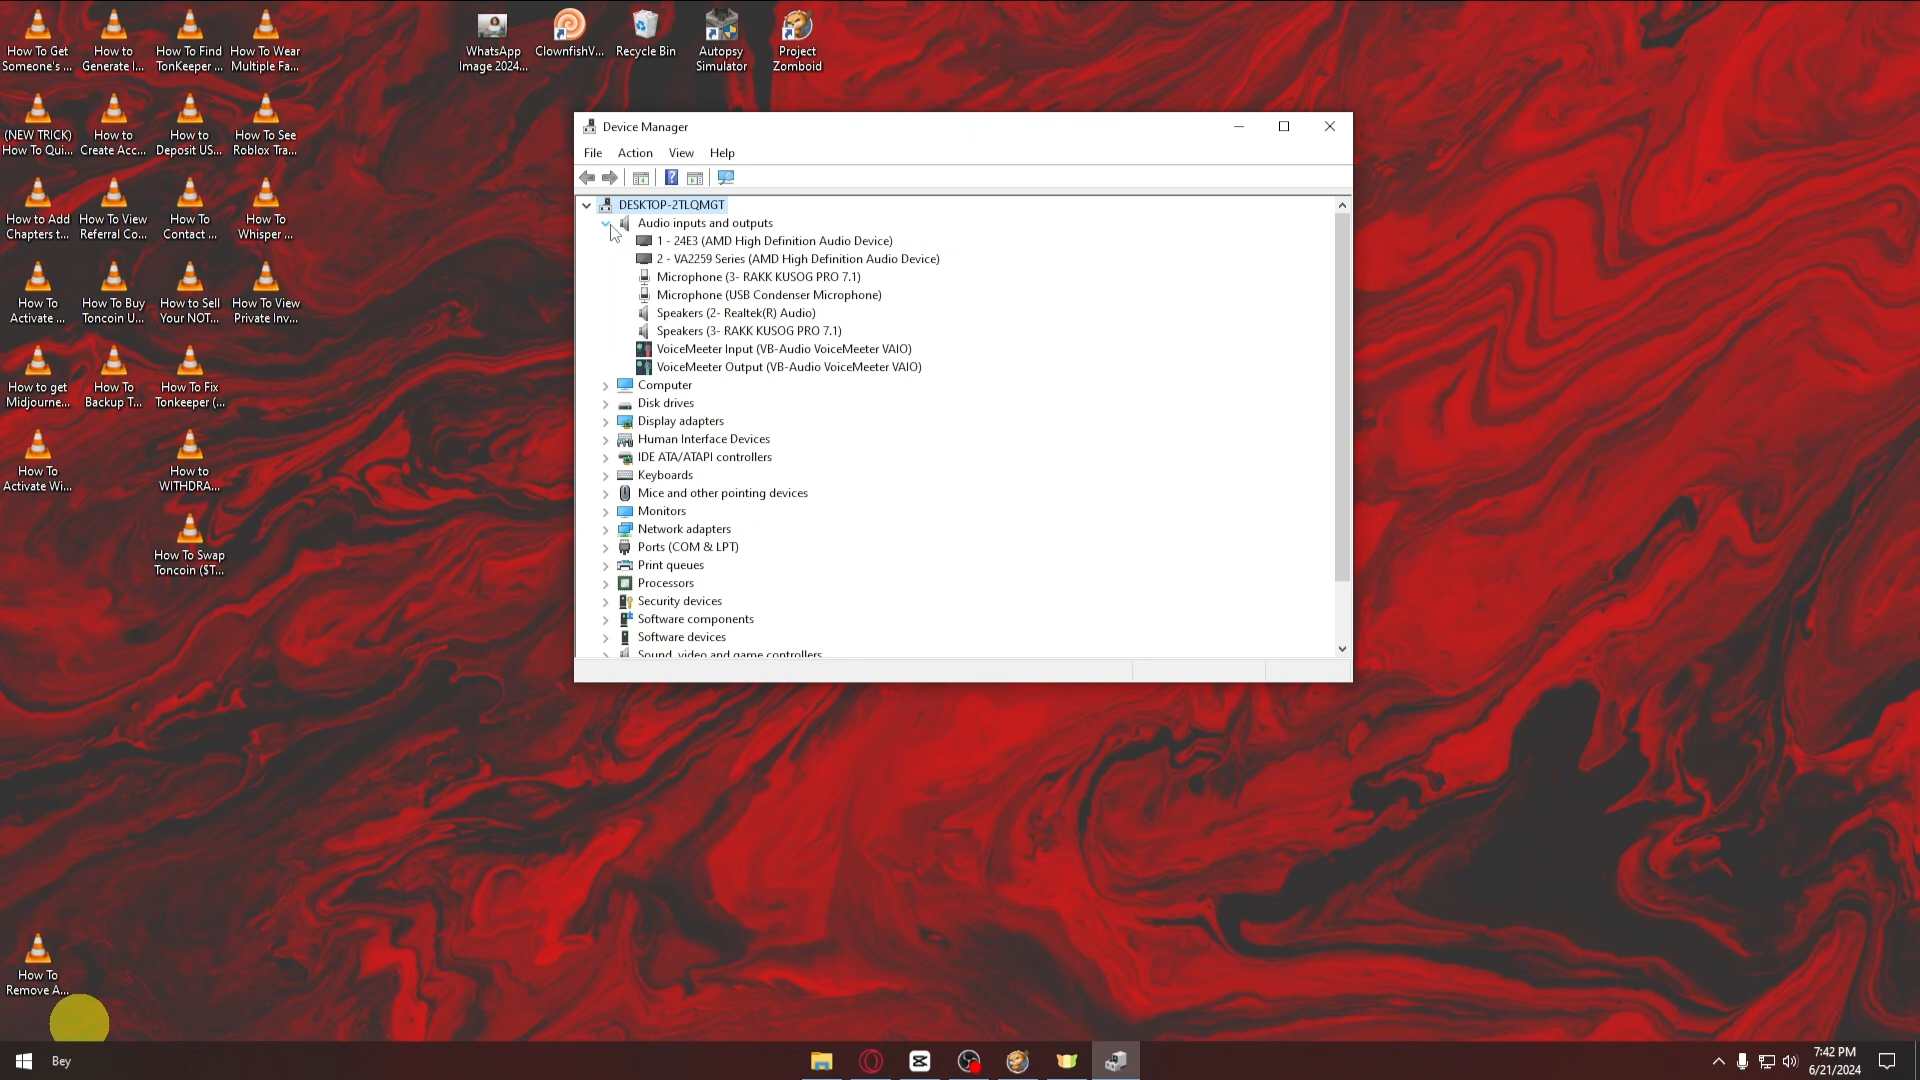 How To Get
Someone's ...
How to
Generate I...
How To Find
TonKeeper ...
How To Wear
Multiple Fa...
WhatsApp
Image 2024...
ClownfishV...
Recycle Bin
Autopsy
Simulator
Project
Zomboid
(NEW TRICK)
How To Qui...
How to
Create Acc...
How to
Deposit US...
How To See
Roblox Tra...
How to Add
Chapters t...
How To View
Referral Co...
How To
Contact ...
How To
Whisper ...
How To
Activate ...
How To Buy
Toncoin U...
How to Sell
Your NOT...
How To View
Private Inv...
How to get
Midjourne...
How To
Backup T...
How To Fix
Tonkeeper (...
How To
Activate Wi...
How to
WITHDRA...
How To Swap
Toncoin ($T...
How To
Remove A...
Device Manager
File Action View Help
DESKTOP-2TLQMGT
Audio inputs and outputs
1 - 24E3 (AMD High Definition Audio Device)
2 - VA2259 Series (AMD High Definition Audio Device)
Microphone (3- RAKK KUSOG PRO 7.1)
Microphone (USB Condenser Microphone)
Speakers (2- Realtek(R) Audio)
Speakers (3- RAKK KUSOG PRO 7.1)
VoiceMeeter Input (VB-Audio VoiceMeeter VAIO)
VoiceMeeter Output (VB-Audio VoiceMeeter VAIO)
Computer
Disk drives
Display adapters
Human Interface Devices
IDE ATA/ATAPI controllers
Keyboards
Mice and other pointing devices
Monitors
Network adapters
Ports (COM & LPT)
Print queues
Processors
Security devices
Software components
Software devices
Sound, video and game controllers
Bey
7:42 PM
6/21/2024